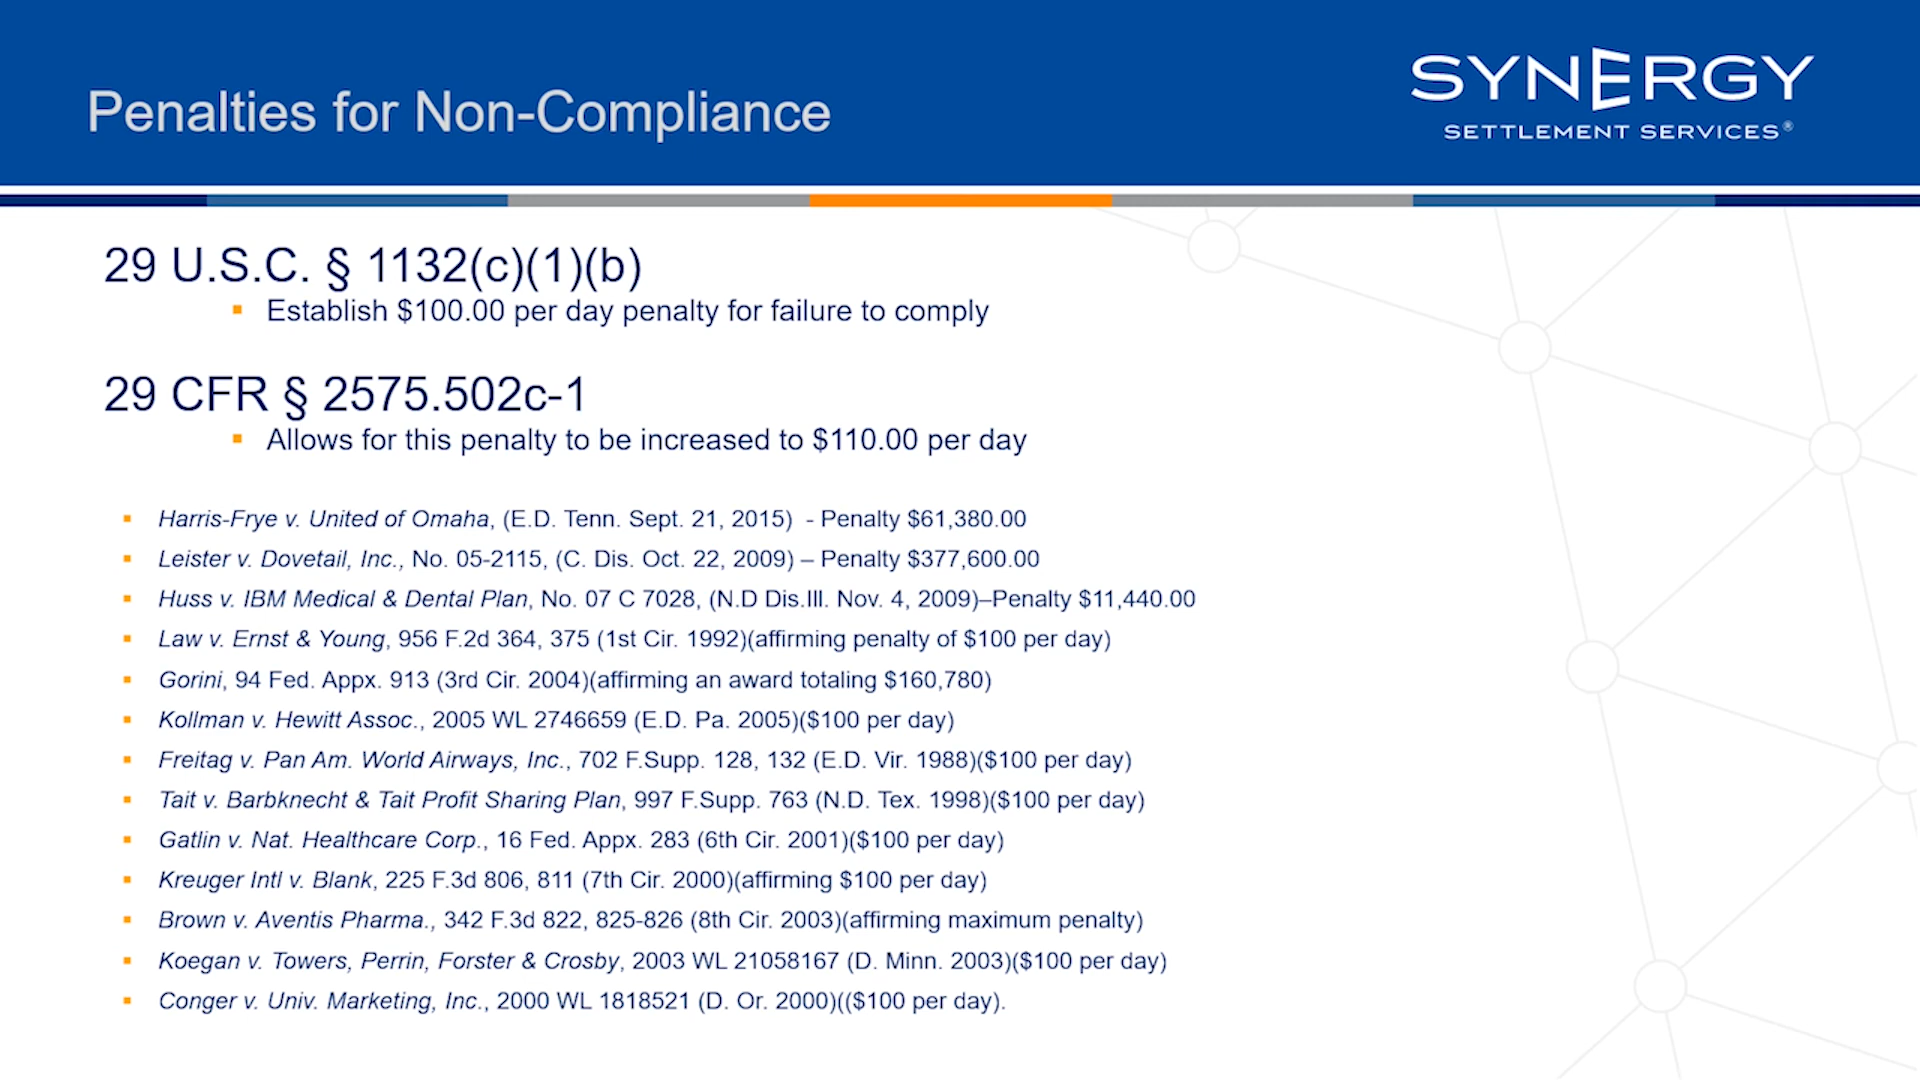 Penalties for Non-Compliance
SYNERGY
SETTLEMENT SERVICES®
29 U.S.C. § 1132(c)(1)(b)
▪ Establish $100.00 per day penalty for failure to comply
29 CFR § 2575.502c-1
▪ Allows for this penalty to be increased to $110.00 per day
▪ Harris-Frye v. United of Omaha, (E.D. Tenn. Sept. 21, 2015)  - Penalty $61,380.00
▪ Leister v. Dovetail, Inc., No. 05-2115, (C. Dis. Oct. 22, 2009) – Penalty $377,600.00
▪ Huss v. IBM Medical & Dental Plan, No. 07 C 7028, (N.D Dis.Ill. Nov. 4, 2009)–Penalty $11,440.00
▪ Law v. Ernst & Young, 956 F.2d 364, 375 (1st Cir. 1992)(affirming penalty of $100 per day)
▪ Gorini, 94 Fed. Appx. 913 (3rd Cir. 2004)(affirming an award totaling $160,780)
▪ Kollman v. Hewitt Assoc., 2005 WL 2746659 (E.D. Pa. 2005)($100 per day)
▪ Freitag v. Pan Am. World Airways, Inc., 702 F.Supp. 128, 132 (E.D. Vir. 1988)($100 per day)
▪ Tait v. Barbknecht & Tait Profit Sharing Plan, 997 F.Supp. 763 (N.D. Tex. 1998)($100 per day)
▪ Gatlin v. Nat. Healthcare Corp., 16 Fed. Appx. 283 (6th Cir. 2001)($100 per day)
▪ Kreuger Intl v. Blank, 225 F.3d 806, 811 (7th Cir. 2000)(affirming $100 per day)
▪ Brown v. Aventis Pharma., 342 F.3d 822, 825-826 (8th Cir. 2003)(affirming maximum penalty)
▪ Koegan v. Towers, Perrin, Forster & Crosby, 2003 WL 21058167 (D. Minn. 2003)($100 per day)
▪ Conger v. Univ. Marketing, Inc., 2000 WL 1818521 (D. Or. 2000)(($100 per day).